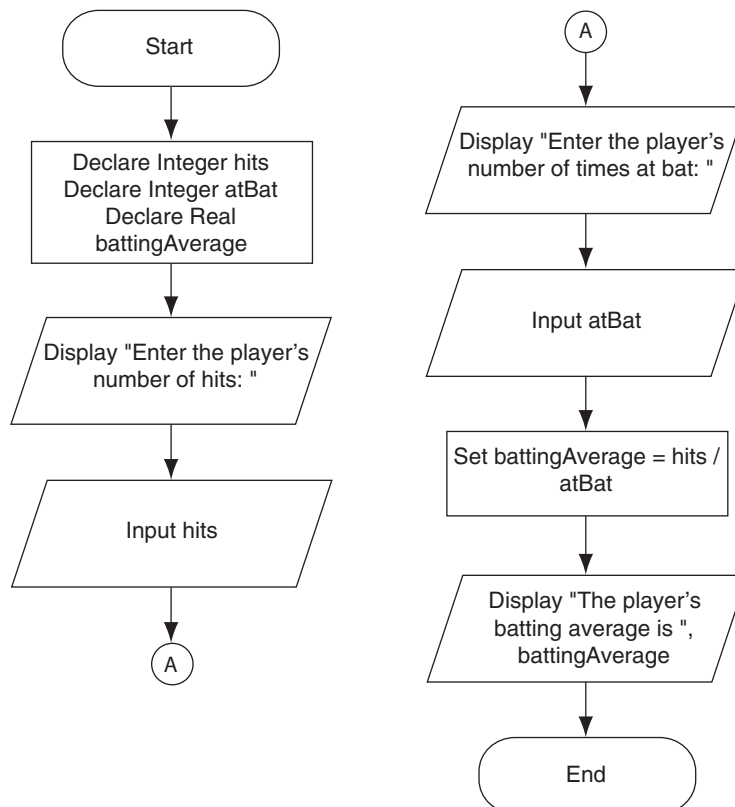 Start
Declare Integer hits
Declare Integer atBat
Declare Real
battingAverage
Display "Enter the player’s
number of hits: "
Input hits
A
A
Display "Enter the player’s
number of times at bat: "
Input atBat
Set battingAverage = hits /
atBat
Display "The player’s
batting average is ",
battingAverage
End